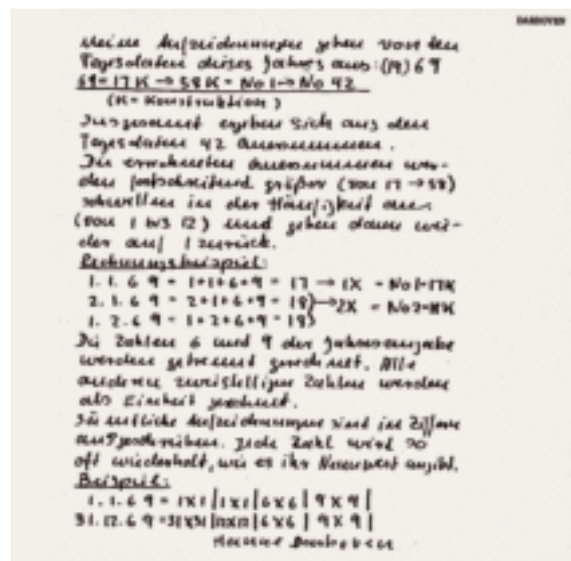 HANNOVER
Meine Aufzeichnungen gehen von den
Tagesdaten dieses Jahres aus: (19)69
69 = 17 K → 58 K = No 1 → No 42
(K = Konstruktion)
Insgesamt ergeben sich aus den
Tagesdaten 42 Quersummen.
Die errechneten Quersummen wer-
den fortschreitend größer (von 17 → 58)
schwellen in der Häufigkeit an
(von 1 bis 12) und gehen dann wie-
der auf 1 zurück.
Rechnungsbeispiel:
1. 1. 6 9 = 1+1+6+9 = 17 → 1X = No 1=17K
2. 1. 6 9 = 2+1+6+9 = 18) → 2X = No 2=18K
1. 2. 6 9 = 1+2+6+9 = 18)
Die Zahlen 6 und 9 der Jahresangabe
werden getrennt gerechnet. Alle
anderen zweistelligen Zahlen werden
als Einheit gerechnet.
Sämtliche Aufzeichnungen sind in Ziffern
ausgeschrieben. Jede Zahl wird so
oft wiederholt, wie es ihr Nennwert angibt.
Beispiel:
1. 1. 6 9 = 1X1|1X1|6X6|9X9|
31. 12. 6 9 = 31X31|12X12|6X6|9X9|
Hanne Darboven